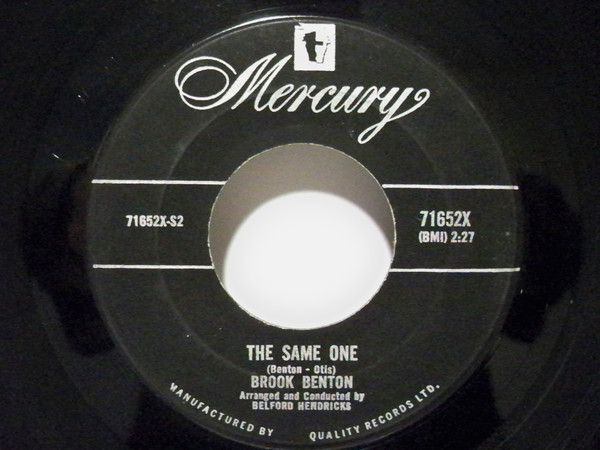 Mercury
71652X-S2
71652X
(BMI) 2:27
THE SAME ONE
(Benton - Otis)
BROOK BENTON
Arranged and Conducted by
BELFORD HENDRICKS
MANUFACTURED BY QUALITY RECORDS LTD.